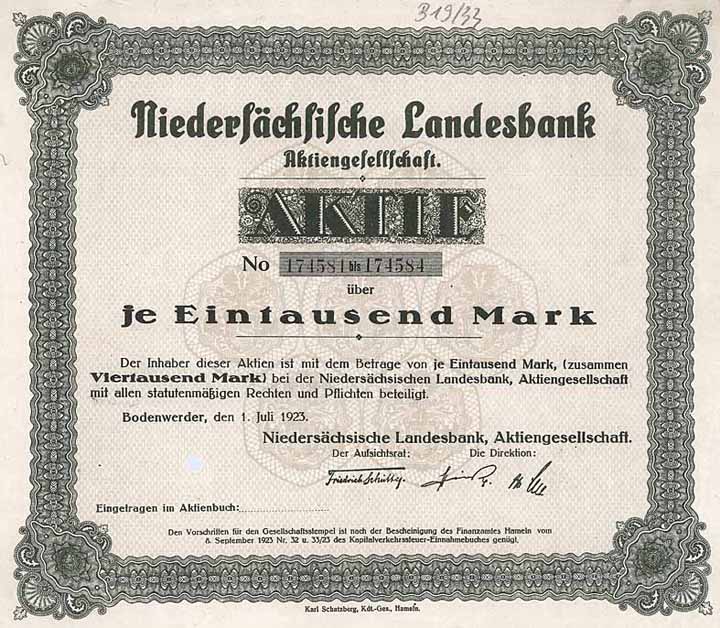 B19/33
Niedersächsische Landesbank
Aktiengesellschaft.
AKTIE
No 174581 bis 174584
über
je Eintausend Mark
Der Inhaber dieser Aktien ist mit dem Betrage von je Eintausend Mark, (zusammen
Viertausend Mark) bei der Niedersächsischen Landesbank, Aktiengesellschaft
mit allen statutenmäßigen Rechten und Pflichten beteiligt.
Bodenwerder, den 1. Juli 1923.
Niedersächsische Landesbank, Aktiengesellschaft.
Der Aufsichtsrat: Die Direktion:
Friedrich
Eingetragen im Aktienbuch:
Den Vorschriften für den Gesellschaftsstempel ist nach der Bescheinigung des Finanzamtes Hameln vom
8. September 1923 Nr. 32 u. 33/23 des Kapitalverkehrssteuer-Einnahmebuches genügt.
Karl Schatzberg, Kdt.-Ges., Hameln.